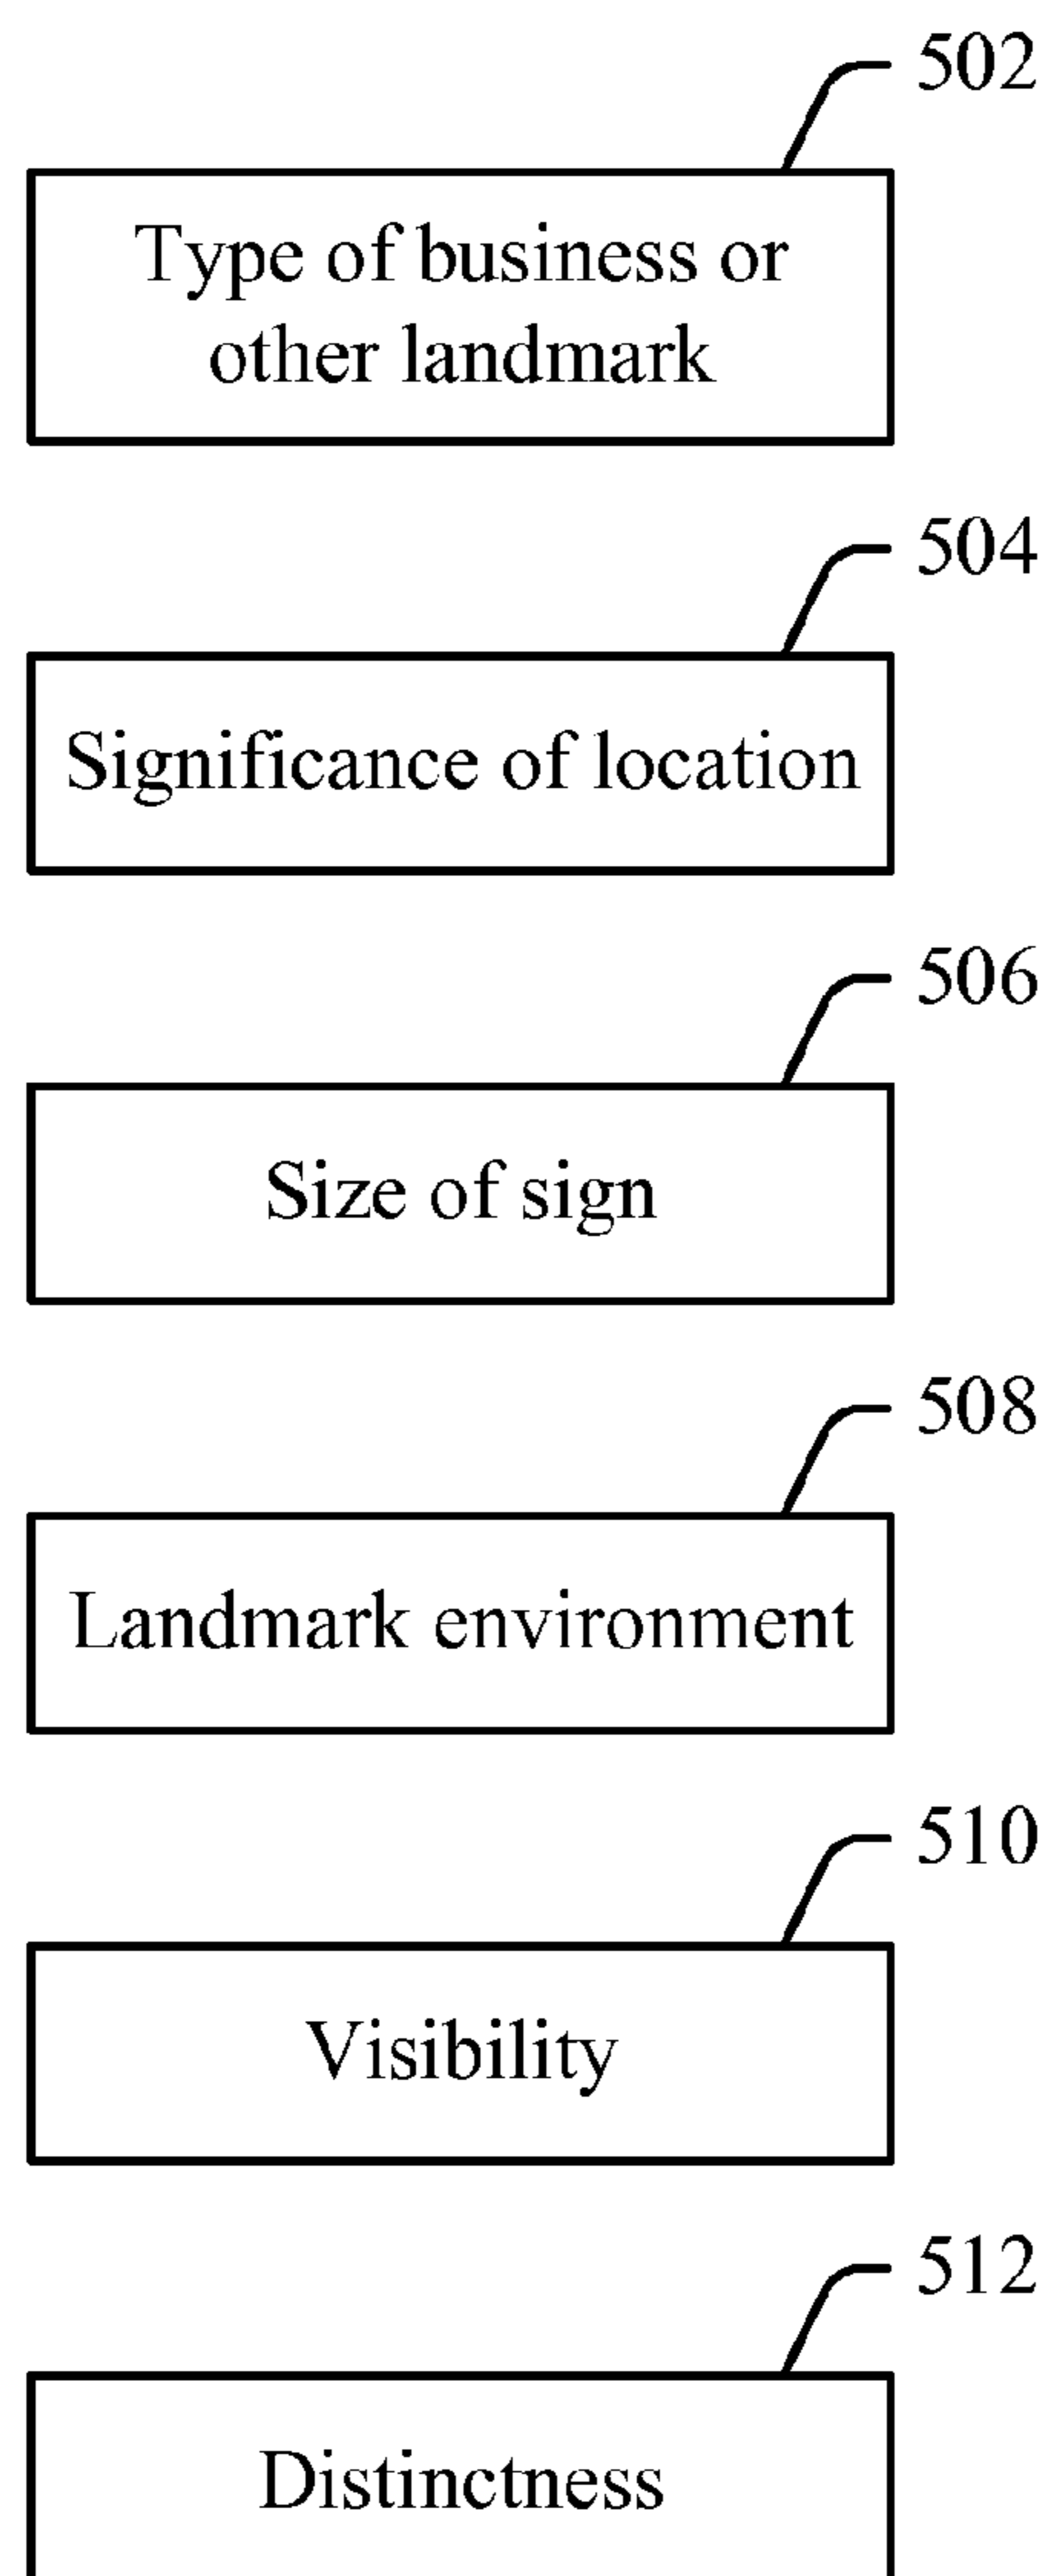 502
Type of business or
other landmark
504
Significance of location
506
Size of sign
508
Landmark environment
510
Visibility
512
Distinctness